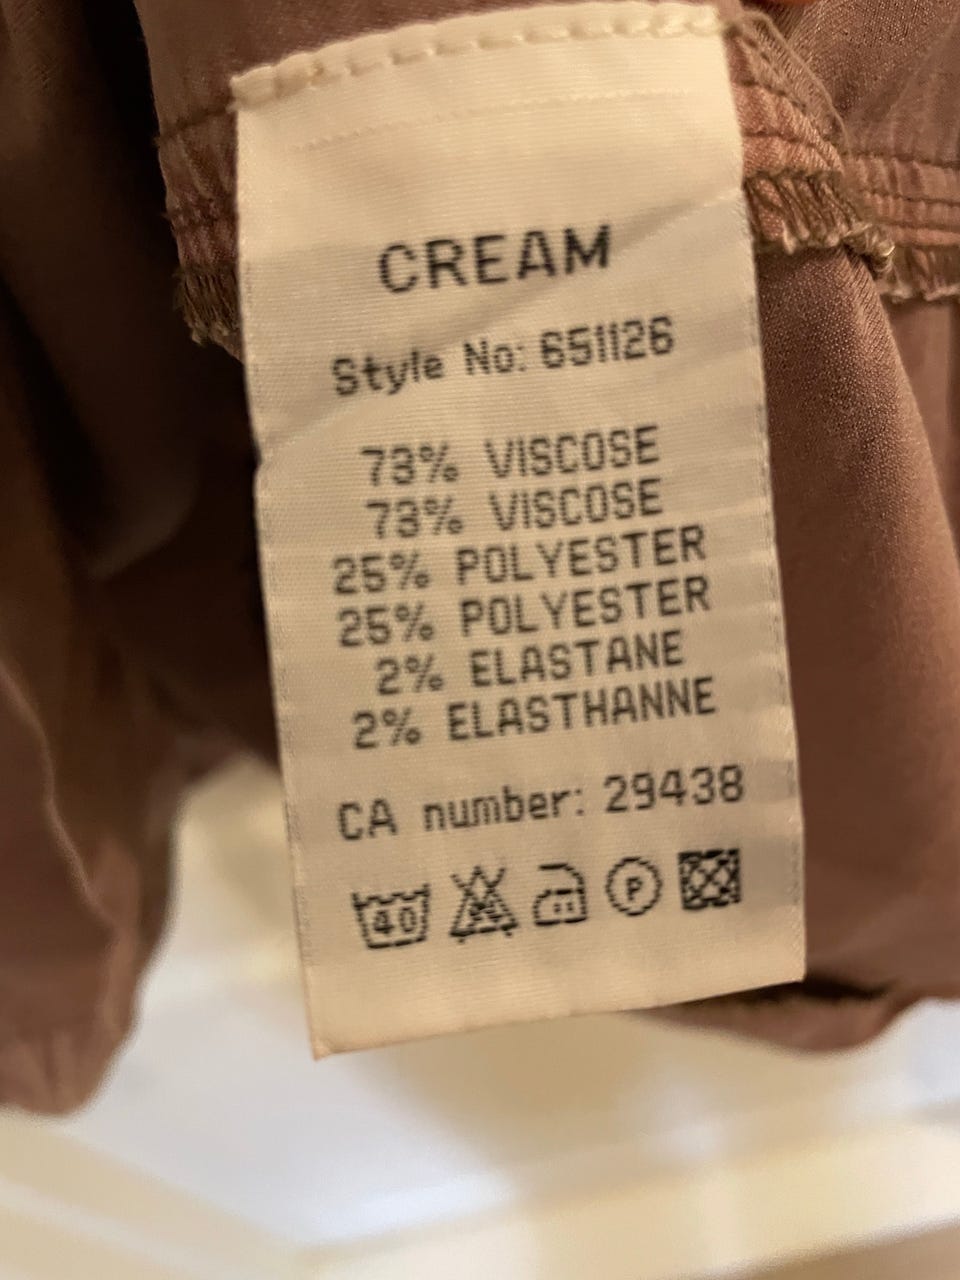 CREAM
Style No: 651126
73% VISCOSE
73% VISCOSE
25% POLYESTER
25% POLYESTER
2% ELASTANE
2% ELASTHANNE
CA number: 29438
40 P